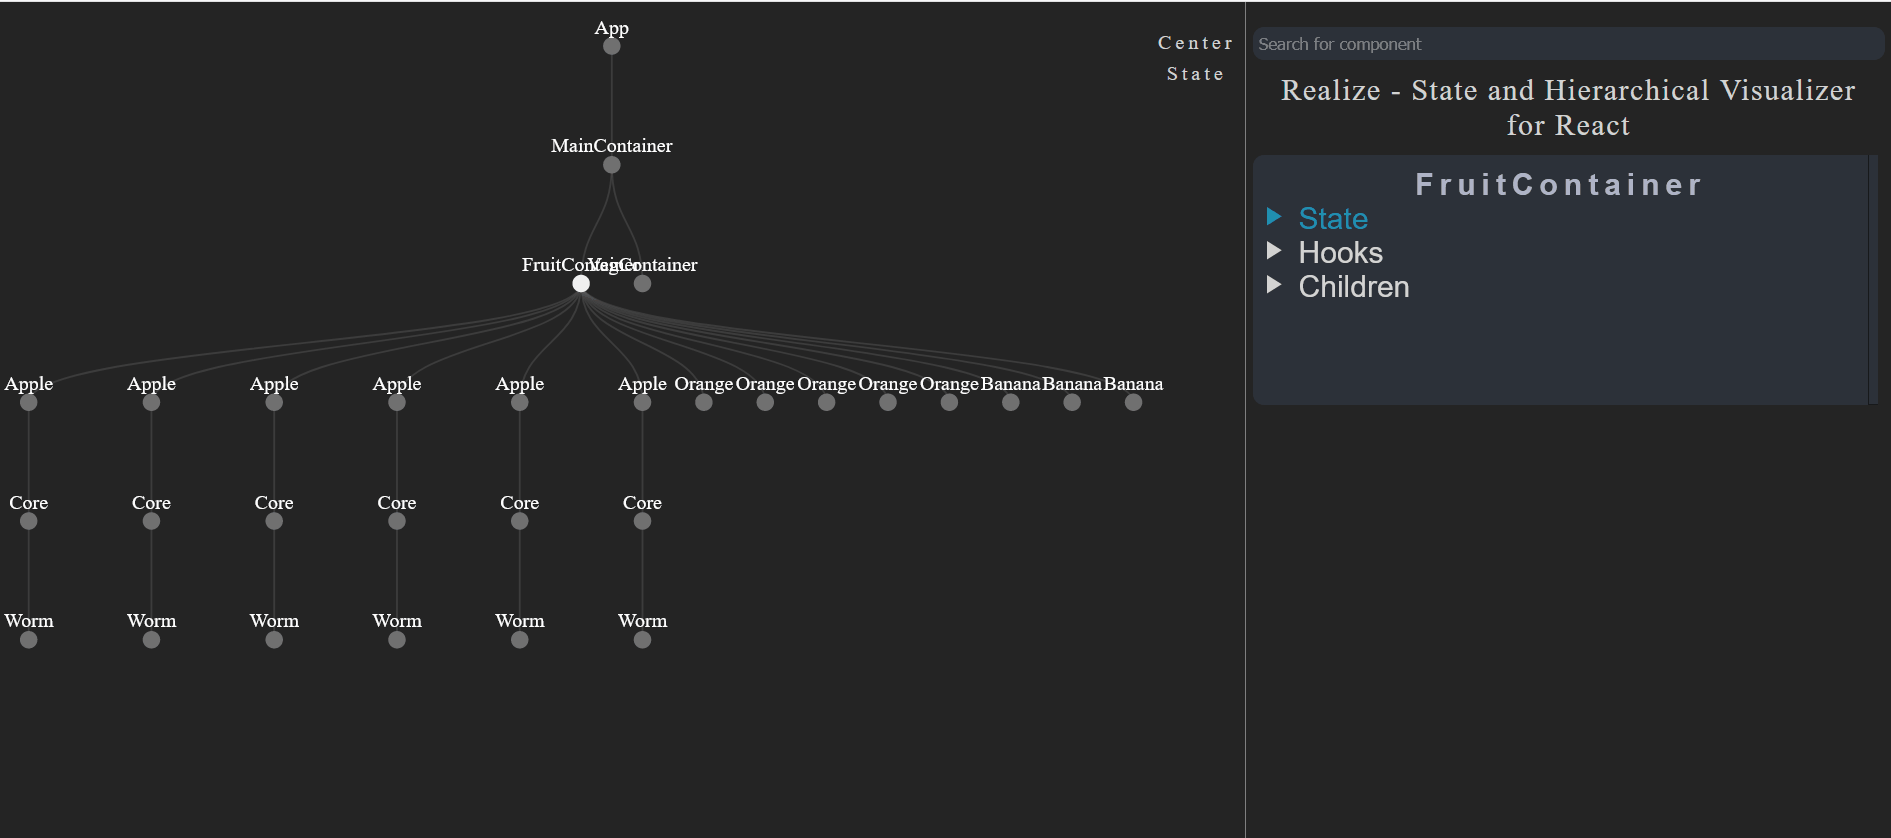 App
Center
State
MainContainer
FruitContainer VegContainer
Apple Apple Apple Apple Apple Apple Orange Orange Orange Orange Orange Banana Banana Banana
Core Core Core Core Core Core
Worm Worm Worm Worm Worm Worm
Search for component
Realize - State and Hierarchical Visualizer
for React
FruitContainer
State
Hooks
Children